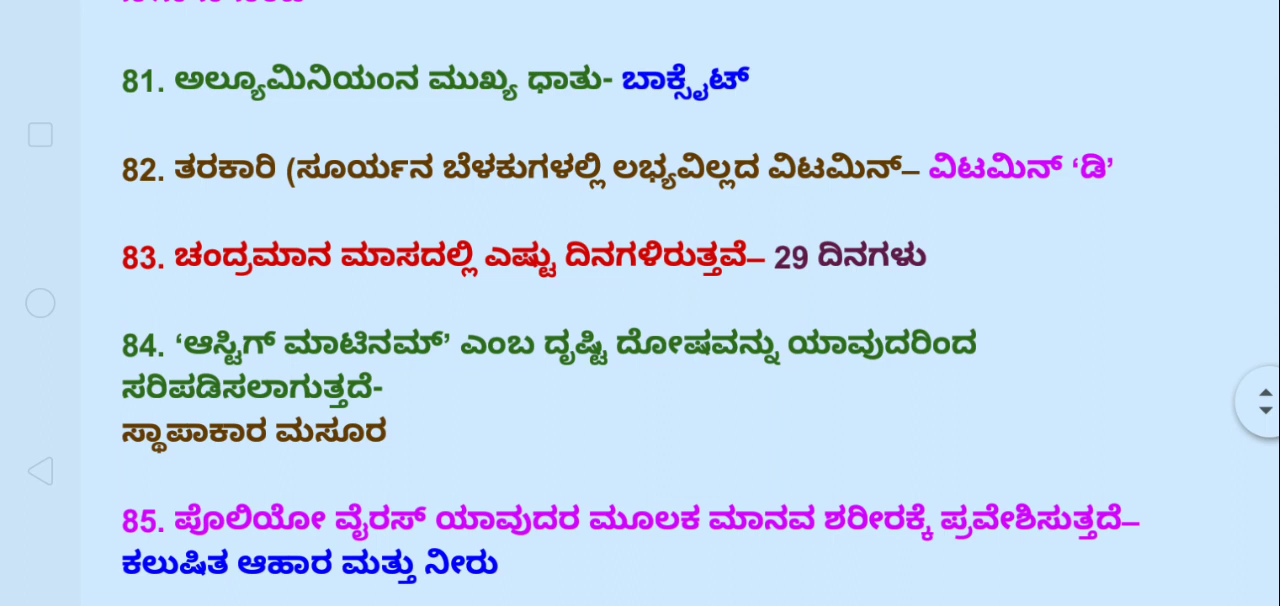 81. ಅಲ್ಯೂಮಿನಿಯಂನ ಮುಖ್ಯ ಧಾತು- ಬಾಕ್ಸೈಟ್
82. ತರಕಾರಿ (ಸೂರ್ಯನ ಬೆಳಕುಗಳಲ್ಲಿ ಲಭ್ಯವಿಲ್ಲದ ವಿಟಮಿನ್– ವಿಟಮಿನ್ ‘ಡಿ’
83. ಚಂದ್ರಮಾನ ಮಾಸದಲ್ಲಿ ಎಷ್ಟು ದಿನಗಳಿರುತ್ತವೆ– 29 ದಿನಗಳು
84. ‘ಆಸ್ಟಿಗ್ ಮಾಟಿನಮ್’ ಎಂಬ ದೃಷ್ಟಿ ದೋಷವನ್ನು ಯಾವುದರಿಂದ
ಸರಿಪಡಿಸಲಾಗುತ್ತದೆ-
ಸ್ಥಾಪಾಕಾರ ಮಸೂರ
85. ಪೊಲಿಯೋ ವೈರಸ್ ಯಾವುದರ ಮೂಲಕ ಮಾನವ ಶರೀರಕ್ಕೆ ಪ್ರವೇಶಿಸುತ್ತದೆ–
ಕಲುಷಿತ ಆಹಾರ ಮತ್ತು ನೀರು